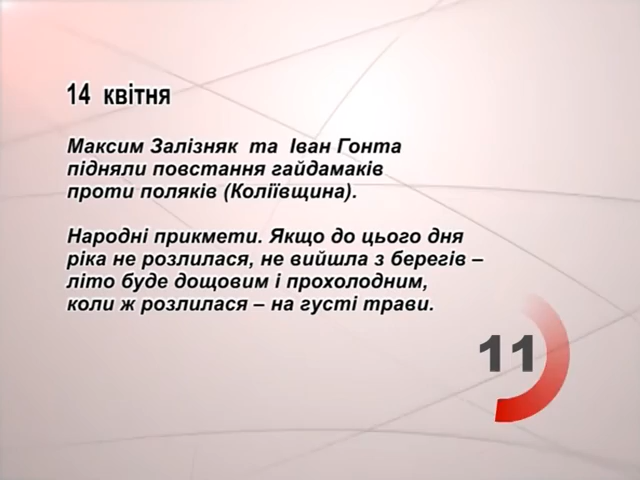 14 квітня
Максим Залізняк та Іван Гонта
підняли повстання гайдамаків
проти поляків (Коліївщина).
Народні прикмети. Якщо до цього дня
ріка не розлилася, не вийшла з берегів –
літо буде дощовим і прохолодним,
коли ж розлилася – на густі трави.
11